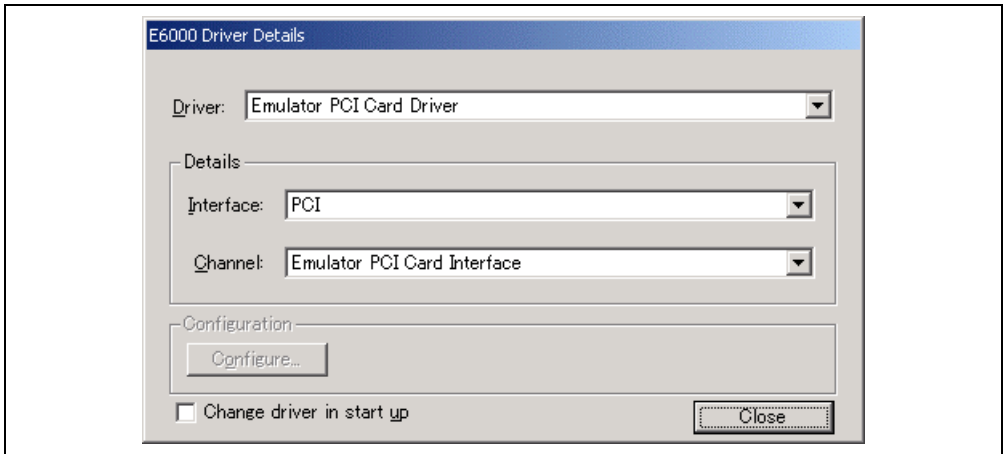 E6000 Driver Details
Driver: Emulator PCI Card Driver
Details
Interface: PCI
Channel: Emulator PCI Card Interface
Configuration
Configure...
Change driver in start up
Close